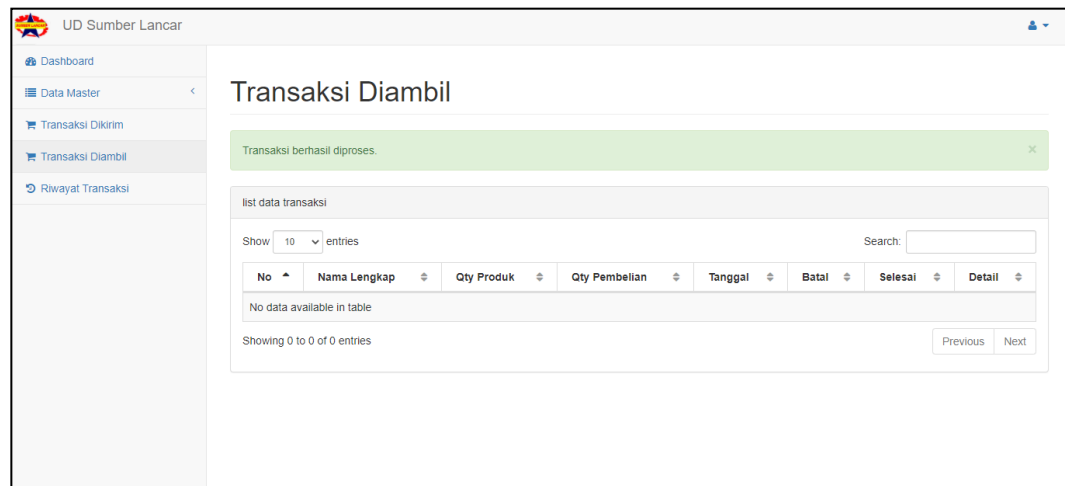 UD Sumber Lancar
Dashboard
Data Master
Transaksi Dikirim
Transaksi Diambil
Riwayat Transaksi
Transaksi Diambil
Transaksi berhasil diproses.
list data transaksi
Show 10 entries Search:
No Nama Lengkap Qty Produk Qty Pembelian Tanggal Batal Selesai Detail
No data available in table
Showing 0 to 0 of 0 entries Previous Next